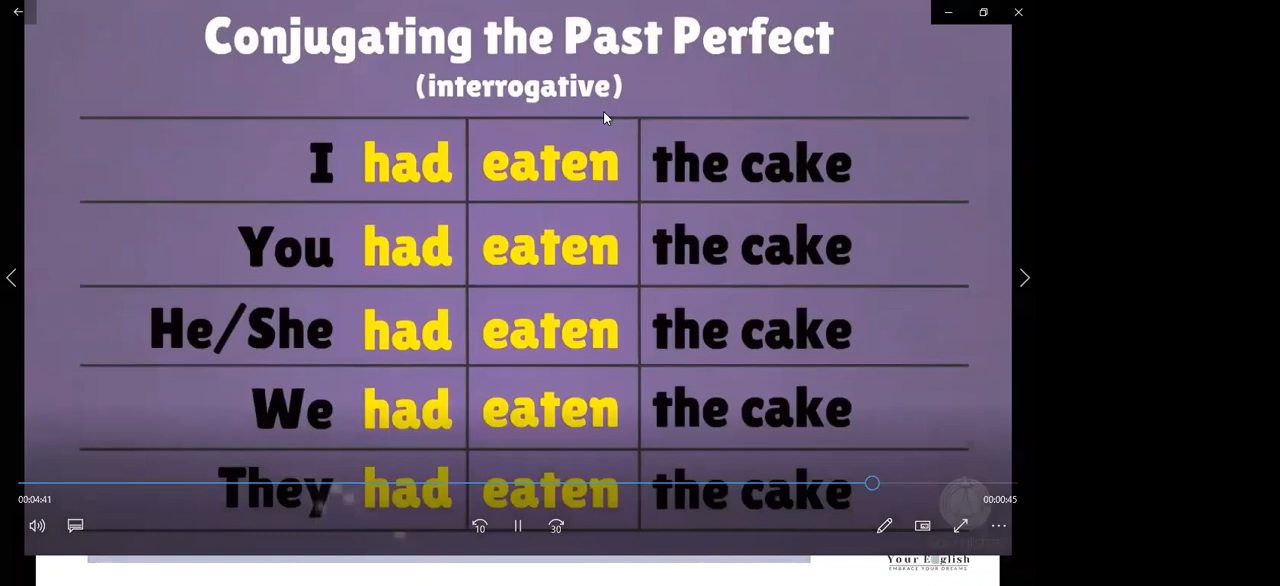 Conjugating the Past Perfect
(interrogative)
I had eaten the cake
You had eaten the cake
He/She had eaten the cake
We had eaten the cake
They had eaten the cake
00:04:41
00:00:45
10
30
Your English
EMBRACE YOUR DREAMS